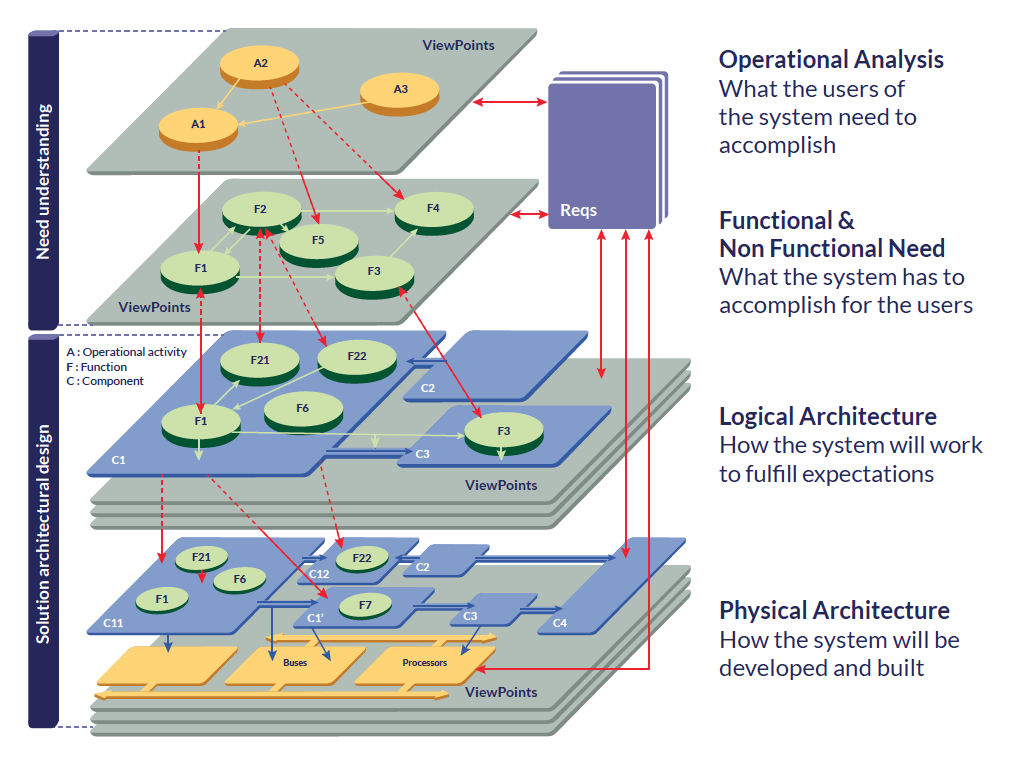 Need understanding
ViewPoints
A2
A3
A1
Reqs
F2
F4
F5
F1
F3
ViewPoints
Solution architectural design
A : Operational activity
F : Function
C : Component
F21
F22
F6
F1
C1
C2
F3
C3
ViewPoints
F21
F6
F1
C11
F22
C12
C2
F7
C1'
C3
C4
Buses
Processors
ViewPoints
Operational Analysis
What the users of
the system need to
accomplish
Functional &
Non Functional Need
What the system has to
accomplish for the users
Logical Architecture
How the system will work
to fulfill expectations
Physical Architecture
How the system will be
developed and built